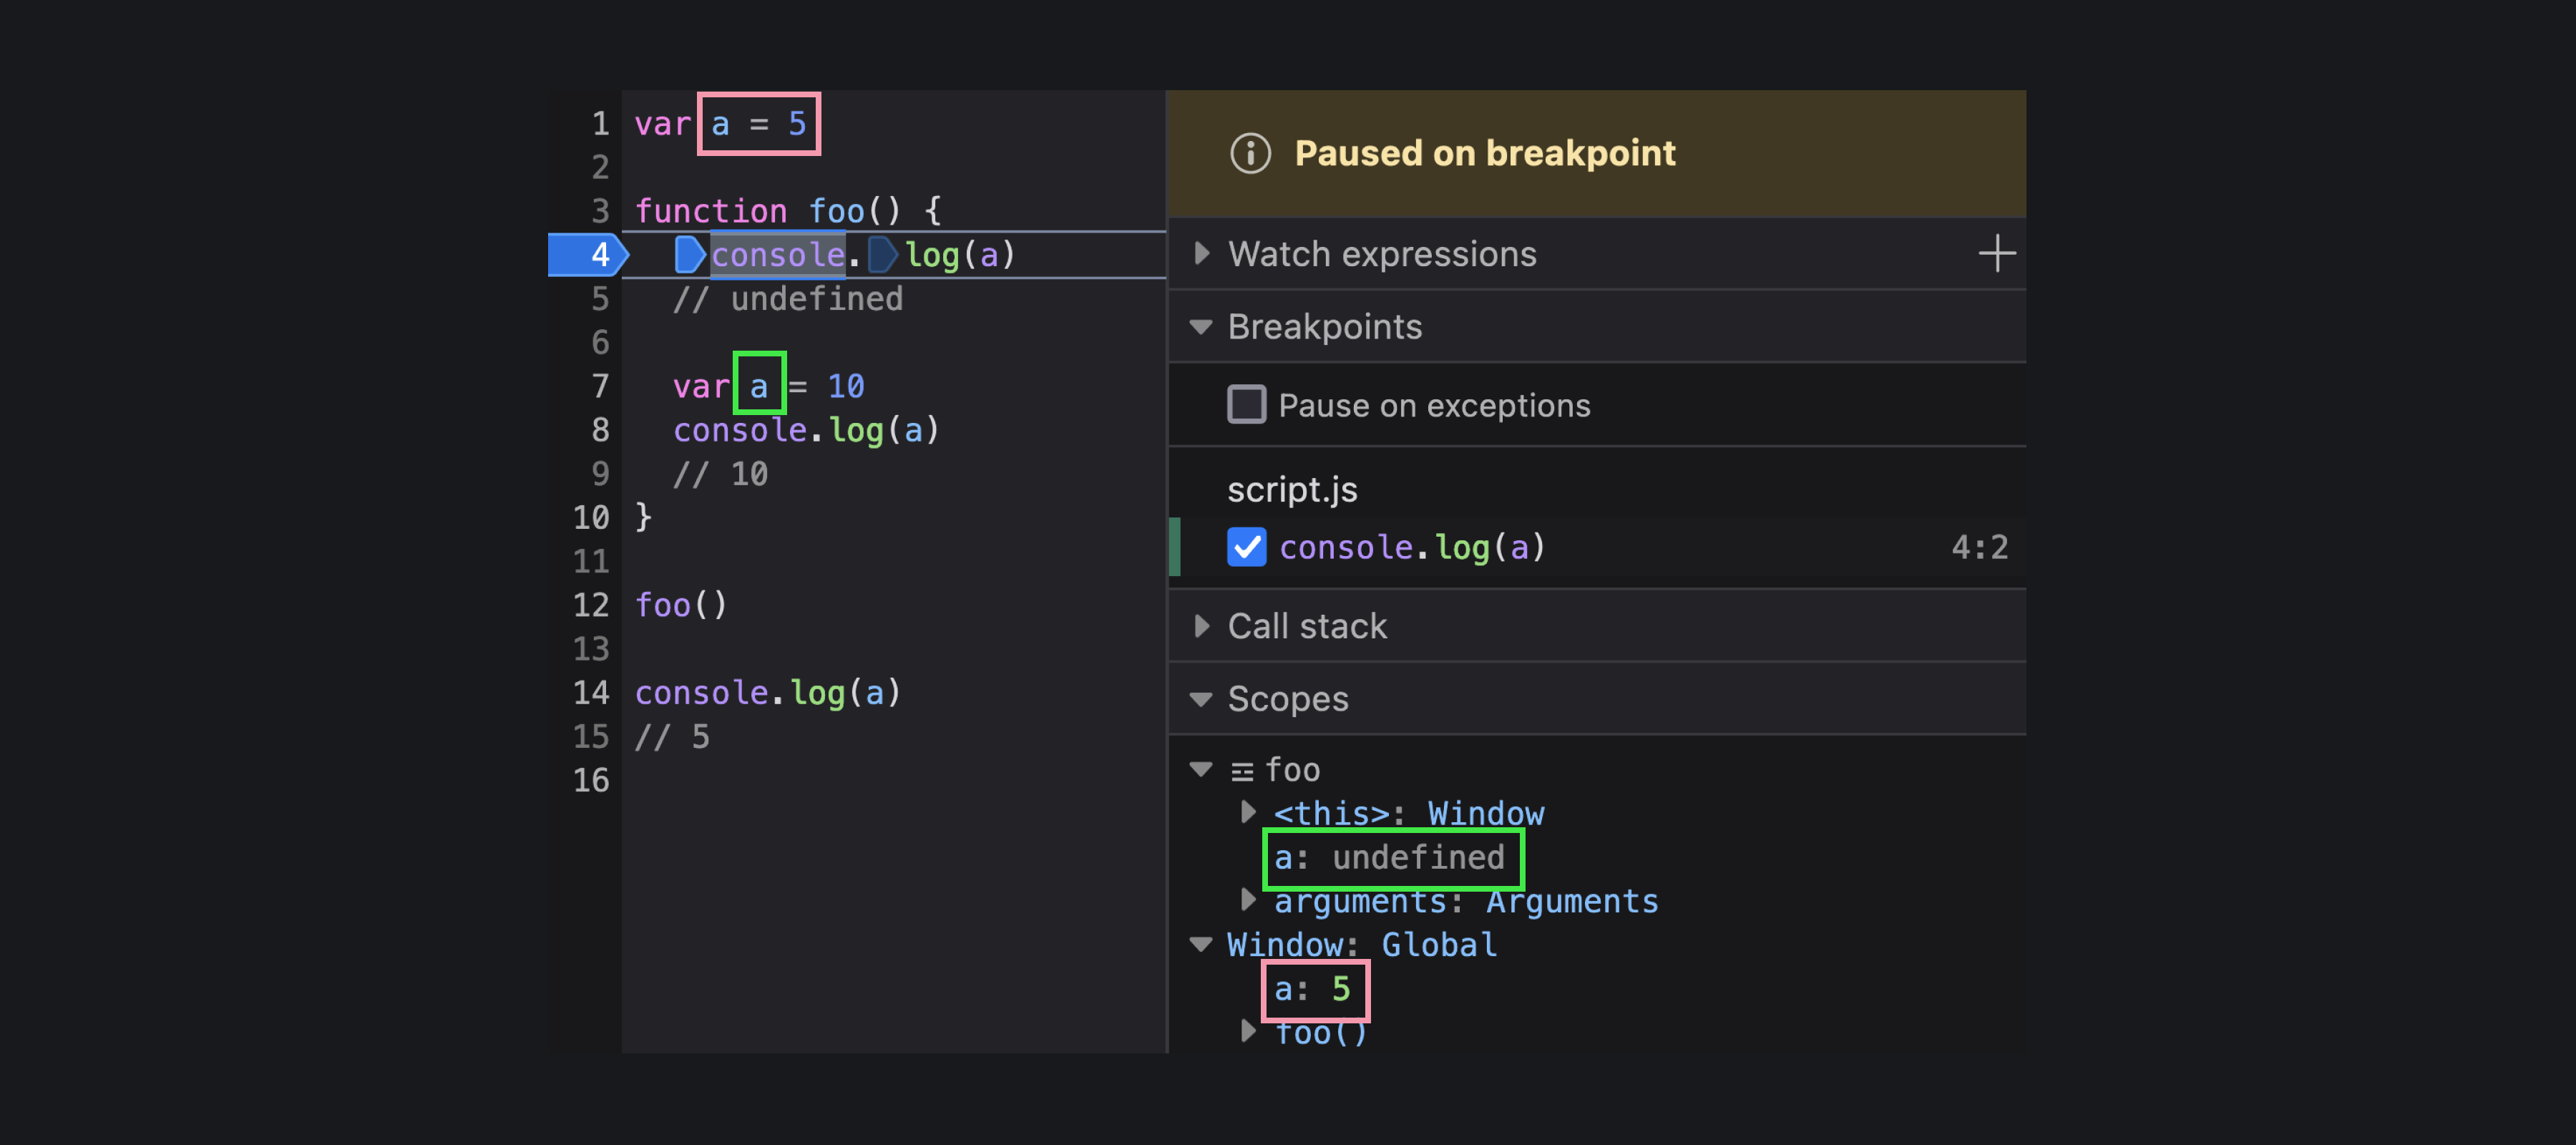 1 var a = 5
2
3 function foo() {
4 console.log(a)
5 // undefined
6
7 var a = 10
8 console.log(a)
9 // 10
10 }
11
12 foo()
13
14 console.log(a)
15 // 5
16
Paused on breakpoint
Watch expressions
Breakpoints
Pause on exceptions
script.js
console.log(a) 4:2
Call stack
Scopes
foo
<this>: Window
a: undefined
arguments: Arguments
Window: Global
a: 5
foo()